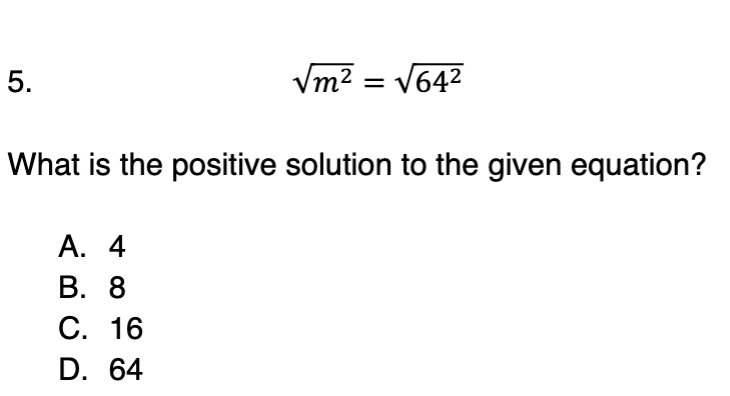 5. √m² = √64²
What is the positive solution to the given equation?
A. 4
B. 8
C. 16
D. 64